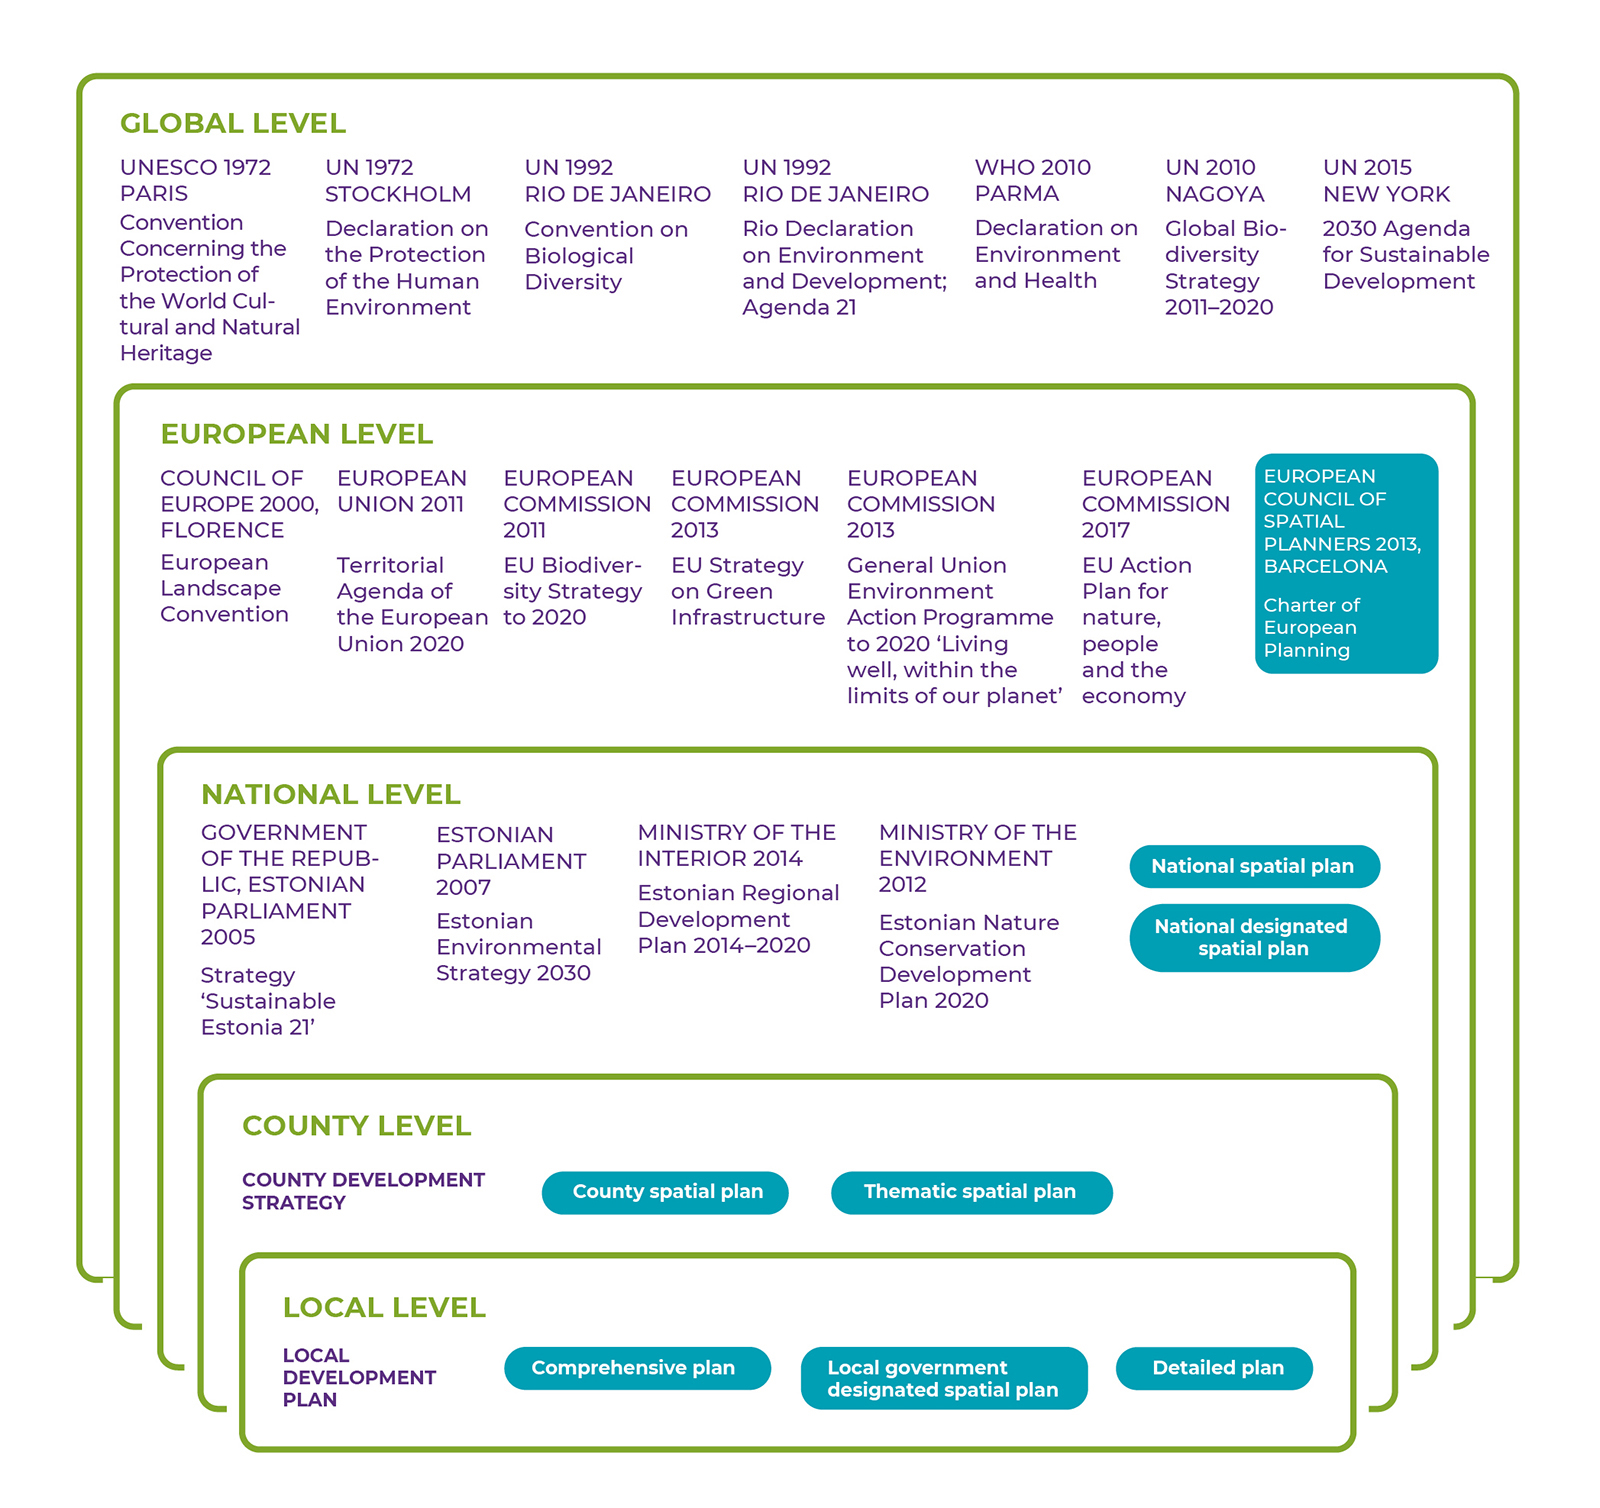 GLOBAL LEVEL
UNESCO 1972
PARIS
Convention
Concerning the
Protection of
the World Cul-
tural and Natural
Heritage
UN 1972
STOCKHOLM
Declaration on
the Protection
of the Human
Environment
UN 1992
RIO DE JANEIRO
Convention on
Biological
Diversity
UN 1992
RIO DE JANEIRO
Rio Declaration
on Environment
and Development;
Agenda 21
WHO 2010
PARMA
Declaration on
Environment
and Health
UN 2010
NAGOYA
Global Bio-
diversity
Strategy
2011–2020
UN 2015
NEW YORK
2030 Agenda
for Sustainable
Development
EUROPEAN LEVEL
COUNCIL OF
EUROPE 2000,
FLORENCE
European
Landscape
Convention
EUROPEAN
UNION 2011
Territorial
Agenda of
the European
Union 2020
EUROPEAN
COMMISSION
2011
EU Biodiver-
sity Strategy
to 2020
EUROPEAN
COMMISSION
2013
EU Strategy
on Green
Infrastructure
EUROPEAN
COMMISSION
2013
General Union
Environment
Action Programme
to 2020 ‘Living
well, within the
limits of our planet’
EUROPEAN
COMMISSION
2017
EU Action
Plan for
nature,
people
and the
economy
EUROPEAN
COUNCIL OF
SPATIAL
PLANNERS 2013,
BARCELONA
Charter of
European
Planning
NATIONAL LEVEL
GOVERNMENT
OF THE REPUB-
LIC, ESTONIAN
PARLIAMENT
2005
Strategy
‘Sustainable
Estonia 21’
ESTONIAN
PARLIAMENT
2007
Estonian
Environmental
Strategy 2030
MINISTRY OF THE
INTERIOR 2014
Estonian Regional
Development
Plan 2014–2020
MINISTRY OF THE
ENVIRONMENT
2012
Estonian Nature
Conservation
Development
Plan 2020
National spatial plan
National designated
spatial plan
COUNTY LEVEL
COUNTY DEVELOPMENT
STRATEGY
County spatial plan
Thematic spatial plan
LOCAL LEVEL
LOCAL
DEVELOPMENT
PLAN
Comprehensive plan
Local government
designated spatial plan
Detailed plan